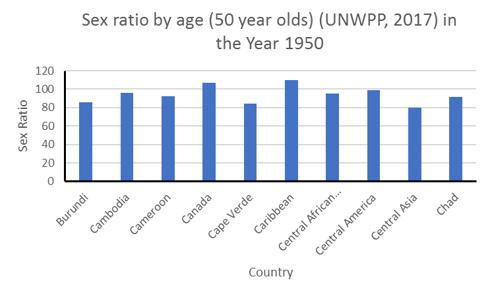 Sex ratio by age (50 year olds) (UNWPP, 2017) in
the Year 1950
120
100
80
60
40
20
0
Sex Ratio
Burundi
Cambodia
Cameroon
Canada
Cape Verde
Caribbean
Central African...
Central America
Central Asia
Chad
Country